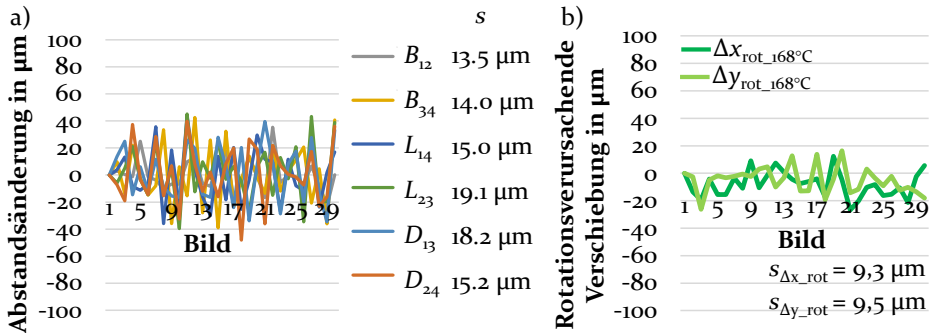 a)
Abstandsänderung in µm
100
80
60
40
20
0
-20
-40
-60
-80
-100
1 5 9 13 17 21 25 29
Bild
s
B12 13.5 µm
B34 14.0 µm
L14 15.0 µm
L23 19.1 µm
D13 18.2 µm
D24 15.2 µm
b)
Rotationsverursachende
Verschiebung in µm
100
80
60
40
20
0
-20
-40
-60
-80
-100
Δxrot_168°C
Δyrot_168°C
1 5 9 13 17 21 25 29
Bild
sΔx_rot = 9,3 µm
sΔy_rot = 9,5 µm